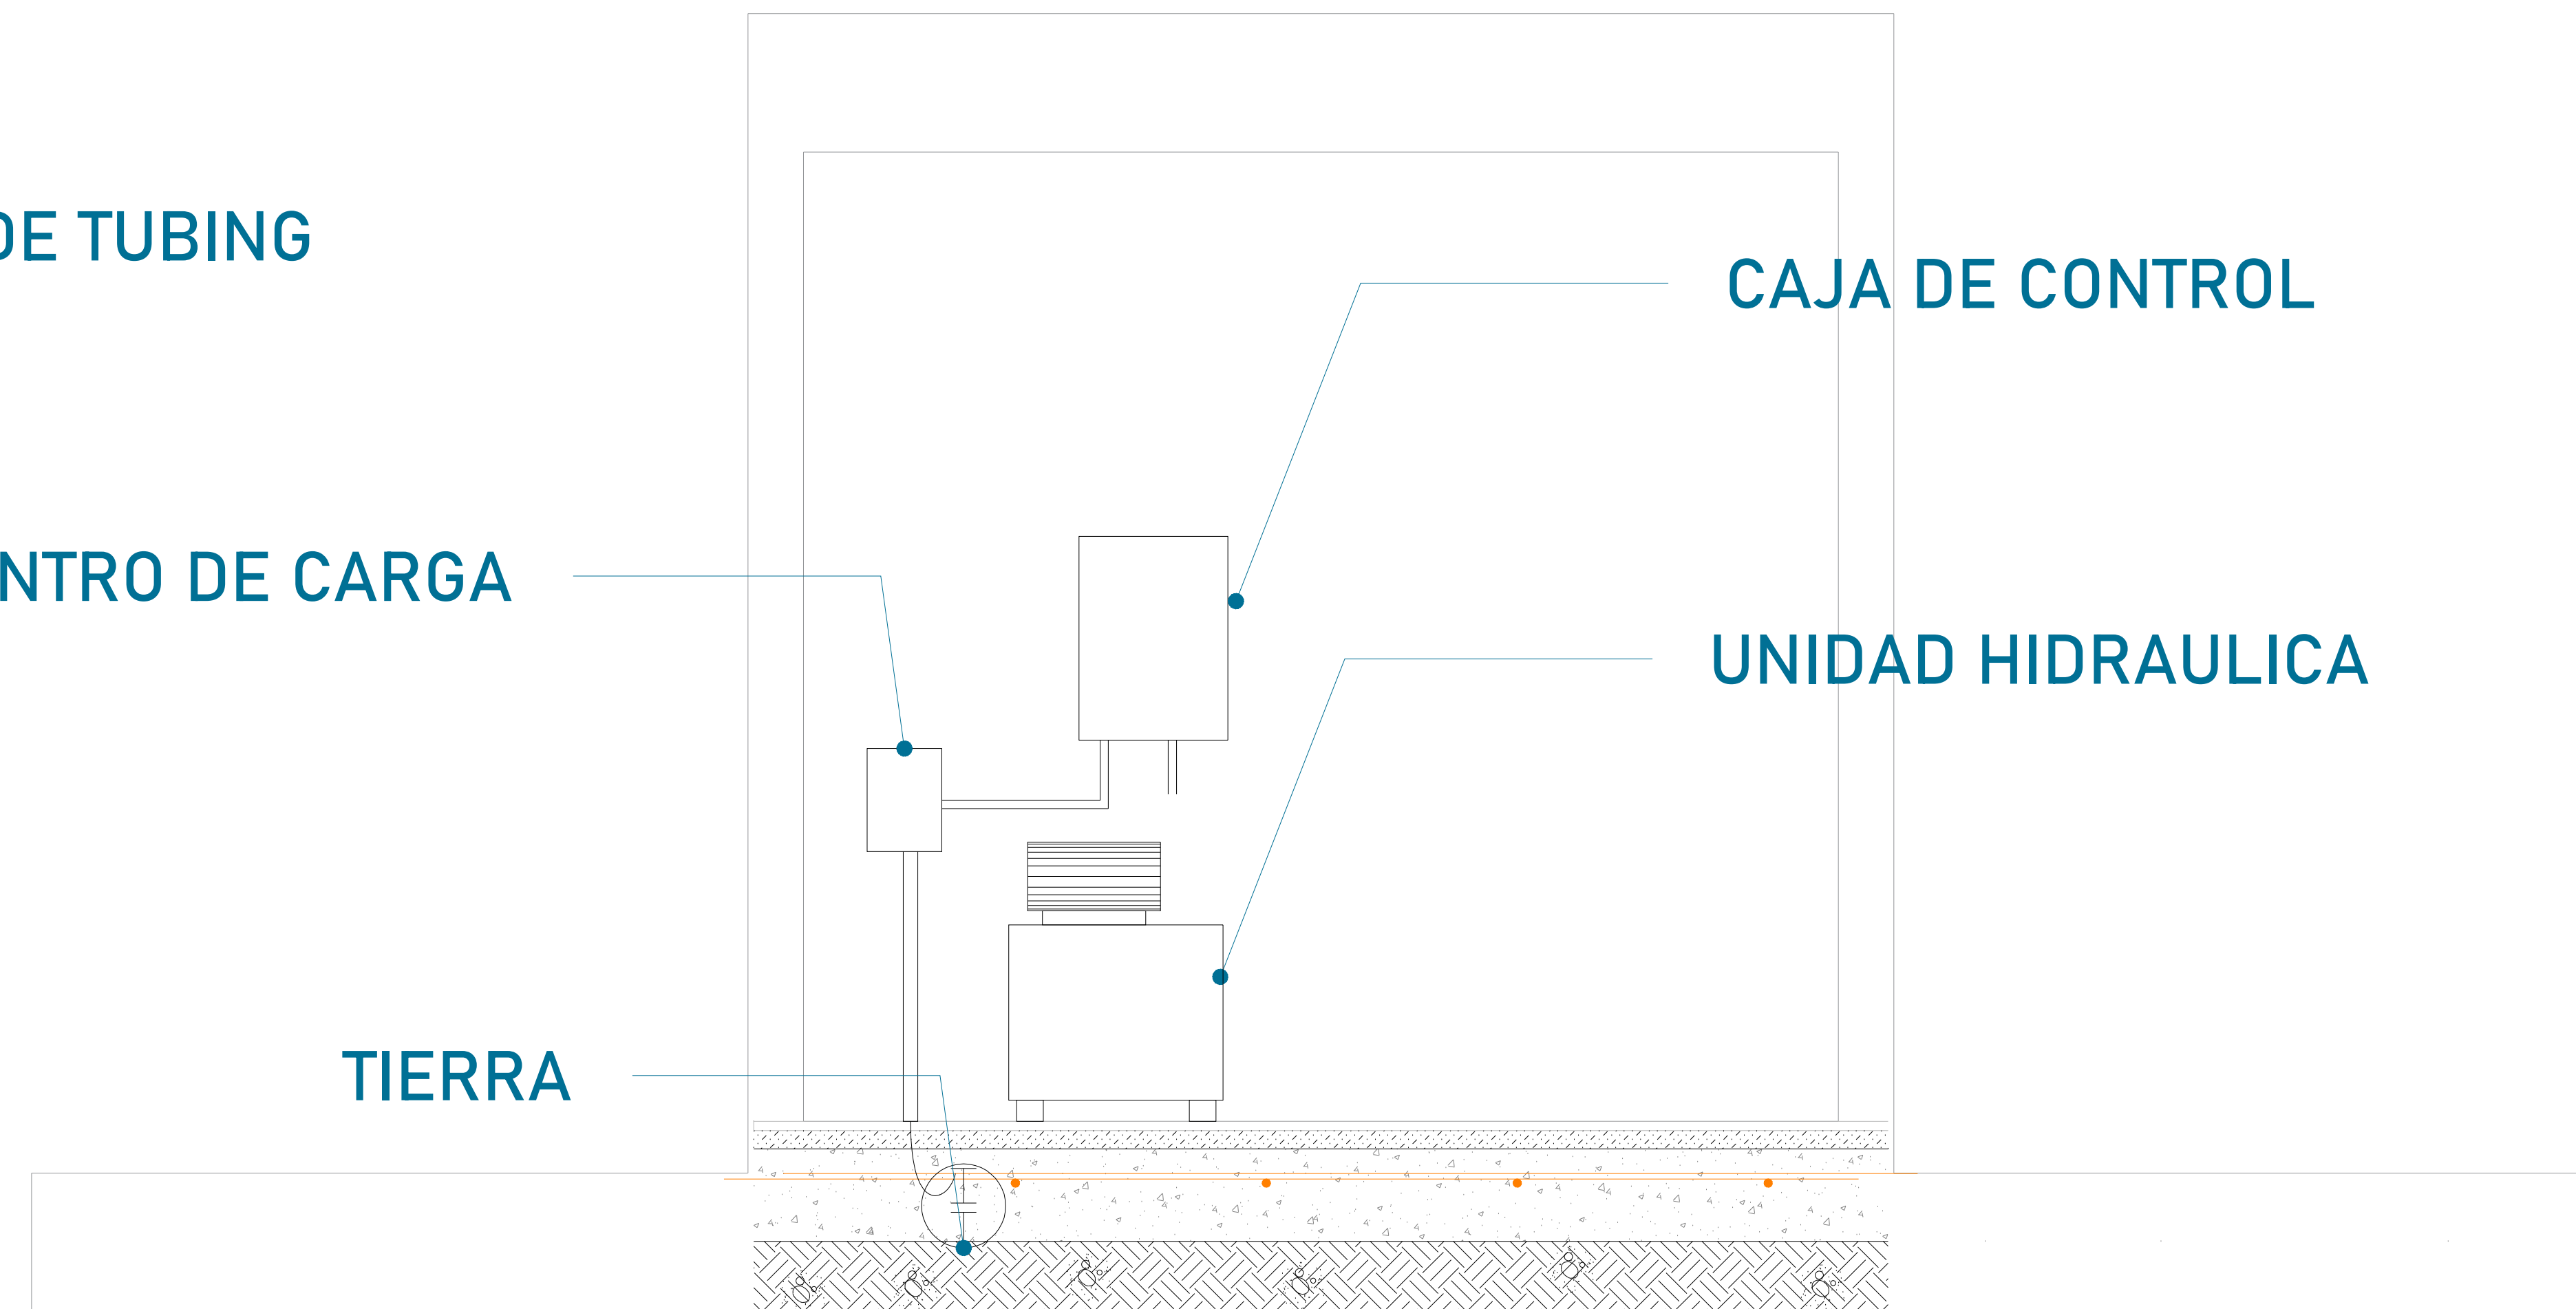 DE TUBING
CAJA DE CONTROL
NTRO DE CARGA
UNIDAD HIDRAULICA
TIERRA